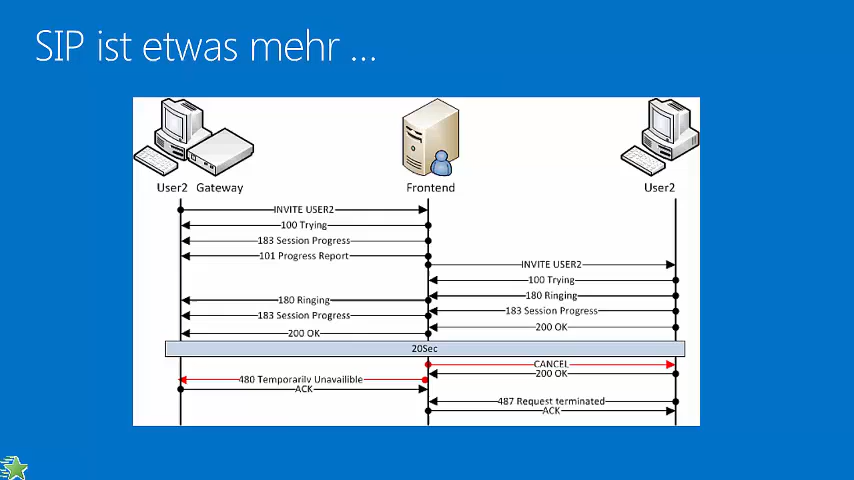 SIP ist etwas mehr ...
User2 Gateway
Frontend
User2
INVITE USER2
100 Trying
183 Session Progress
101 Progress Report
INVITE USER2
100 Trying
180 Ringing
180 Ringing
183 Session Progress
183 Session Progress
200 OK
200 OK
20Sec
CANCEL
200 OK
480 Temporarily Unavailible
ACK
487 Request terminated
ACK